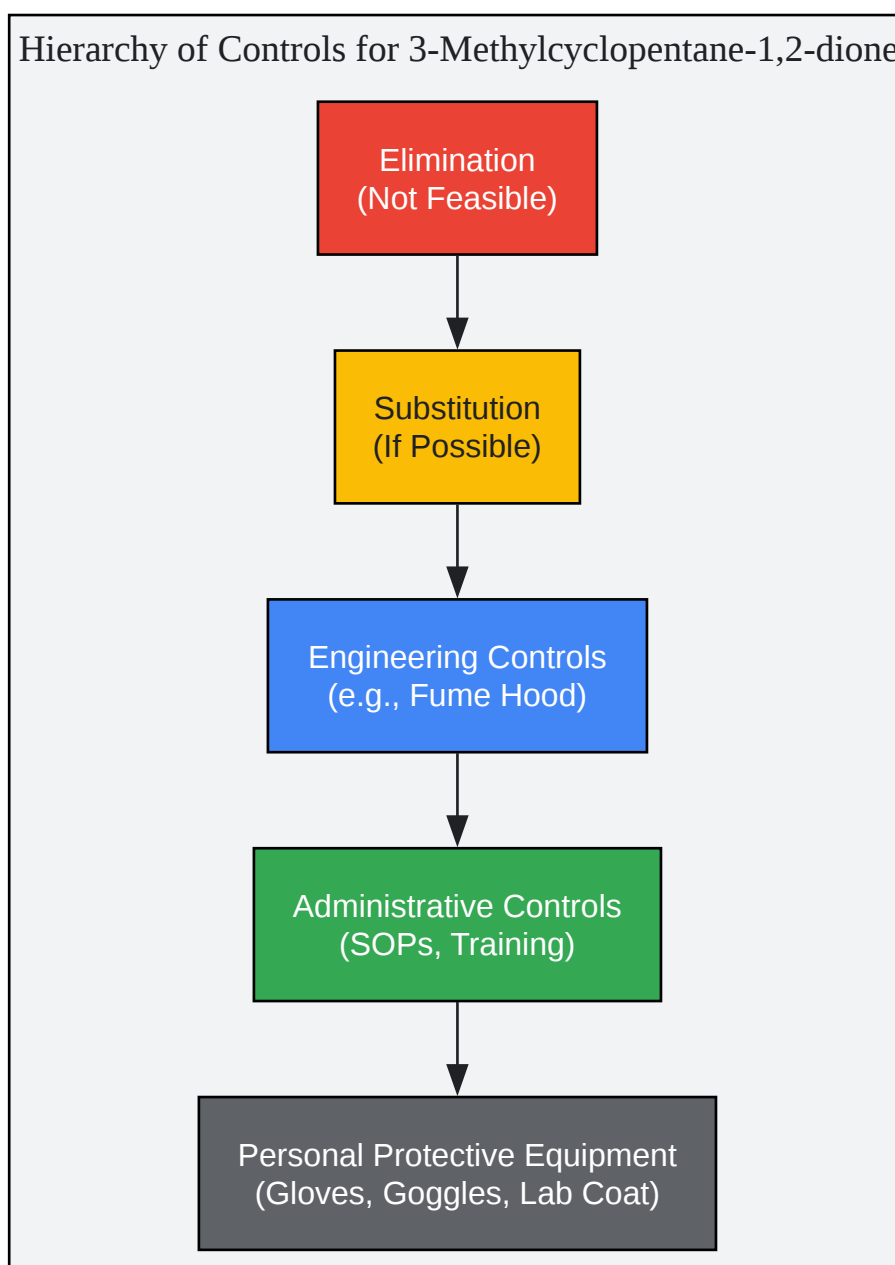 Hierarchy of Controls for 3-Methylcyclopentane-1,2-dione
Elimination
(Not Feasible)
Substitution
(If Possible)
Engineering Controls
(e.g., Fume Hood)
Administrative Controls
(SOPs, Training)
Personal Protective Equipment
(Gloves, Goggles, Lab Coat)